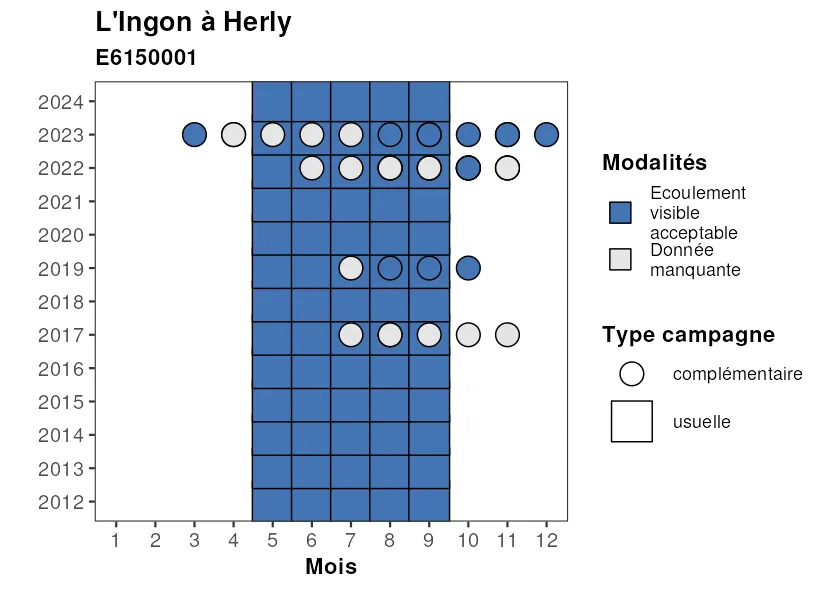 L'Ingon à Herly
E6150001
2024
2023
2022
2021
2020
2019
2018
2017
2016
2015
2014
2013
2012
1 2 3 4 5 6 7 8 9 10 11 12
Mois
Modalités
Ecoulement
visible
acceptable
Donnée
manquante
Type campagne
complémentaire
usuelle